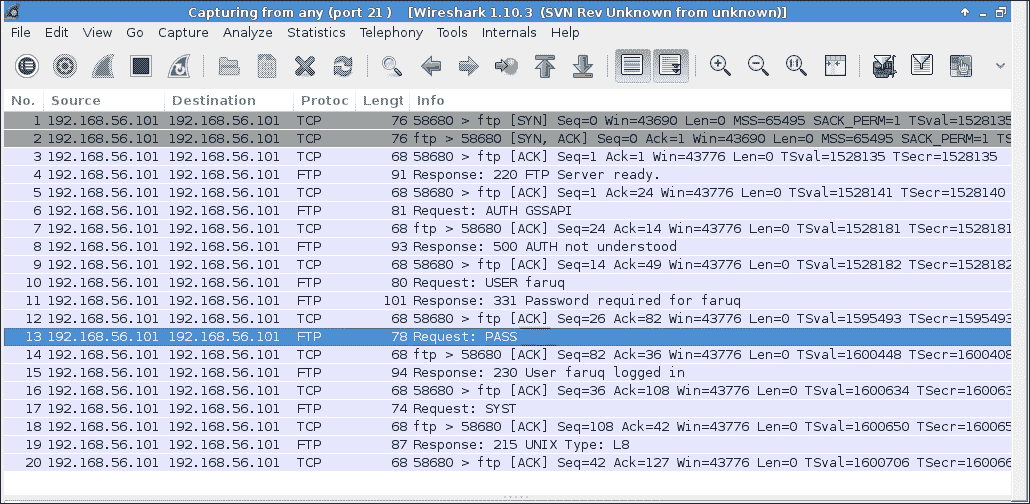 Capturing from any (port 21 ) [Wireshark 1.10.3 (SVN Rev Unknown from unknown)]
File Edit View Go Capture Analyze Statistics Telephony Tools Internals Help
No. Source Destination Protoc Lengt Info
1 192.168.56.101 192.168.56.101 TCP 76 58680 > ftp [SYN] Seq=0 Win=43690 Len=0 MSS=65495 SACK_PERM=1 TSval=1528135
2 192.168.56.101 192.168.56.101 TCP 76 ftp > 58680 [SYN, ACK] Seq=0 Ack=1 Win=43690 Len=0 MSS=65495 SACK_PERM=1 TS
3 192.168.56.101 192.168.56.101 TCP 68 58680 > ftp [ACK] Seq=1 Ack=1 Win=43776 Len=0 TSval=1528135 TSecr=1528135
4 192.168.56.101 192.168.56.101 FTP 91 Response: 220 FTP Server ready.
5 192.168.56.101 192.168.56.101 TCP 68 58680 > ftp [ACK] Seq=1 Ack=24 Win=43776 Len=0 TSval=1528141 TSecr=1528140
6 192.168.56.101 192.168.56.101 FTP 81 Request: AUTH GSSAPI
7 192.168.56.101 192.168.56.101 TCP 68 ftp > 58680 [ACK] Seq=24 Ack=14 Win=43776 Len=0 TSval=1528181 TSecr=1528181
8 192.168.56.101 192.168.56.101 FTP 93 Response: 500 AUTH not understood
9 192.168.56.101 192.168.56.101 TCP 68 58680 > ftp [ACK] Seq=14 Ack=49 Win=43776 Len=0 TSval=1528182 TSecr=1528182
10 192.168.56.101 192.168.56.101 FTP 80 Request: USER faruq
11 192.168.56.101 192.168.56.101 FTP 101 Response: 331 Password required for faruq
12 192.168.56.101 192.168.56.101 TCP 68 58680 > ftp [ACK] Seq=26 Ack=82 Win=43776 Len=0 TSval=1595493 TSecr=1595493
13 192.168.56.101 192.168.56.101 FTP 78 Request: PASS
14 192.168.56.101 192.168.56.101 TCP 68 ftp > 58680 [ACK] Seq=82 Ack=36 Win=43776 Len=0 TSval=1600448 TSecr=1600408
15 192.168.56.101 192.168.56.101 FTP 94 Response: 230 User faruq logged in
16 192.168.56.101 192.168.56.101 TCP 68 58680 > ftp [ACK] Seq=36 Ack=108 Win=43776 Len=0 TSval=1600634 TSecr=160063
17 192.168.56.101 192.168.56.101 FTP 74 Request: SYST
18 192.168.56.101 192.168.56.101 TCP 68 ftp > 58680 [ACK] Seq=108 Ack=42 Win=43776 Len=0 TSval=1600650 TSecr=160065
19 192.168.56.101 192.168.56.101 FTP 87 Response: 215 UNIX Type: L8
20 192.168.56.101 192.168.56.101 TCP 68 58680 > ftp [ACK] Seq=42 Ack=127 Win=43776 Len=0 TSval=1600706 TSecr=160066